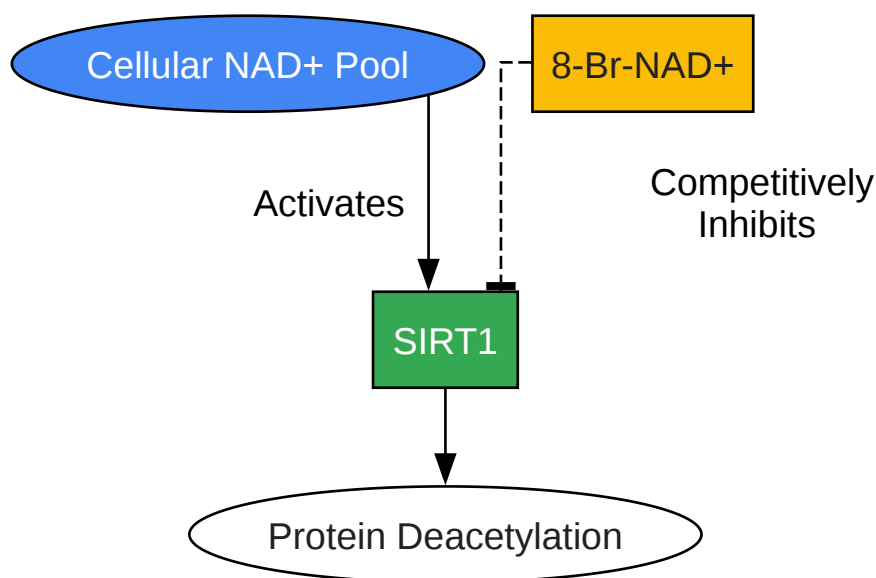 Cellular NAD+ Pool
8-Br-NAD+
Activates
Competitively
Inhibits
SIRT1
Protein Deacetylation